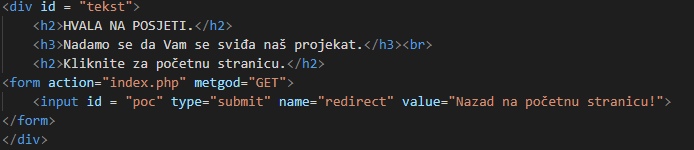 <div id = "tekst">
<h2>HVALA NA POSJETI.</h2>
<h3>Nadamo se da Vam se sviđa naš projekat.</h3><br>
<h2>Kliknite za početnu stranicu.</h2>
<form action="index.php" metgod="GET">
<input id = "poc" type="submit" name="redirect" value="Nazad na početnu stranicu!">
</form>
</div>